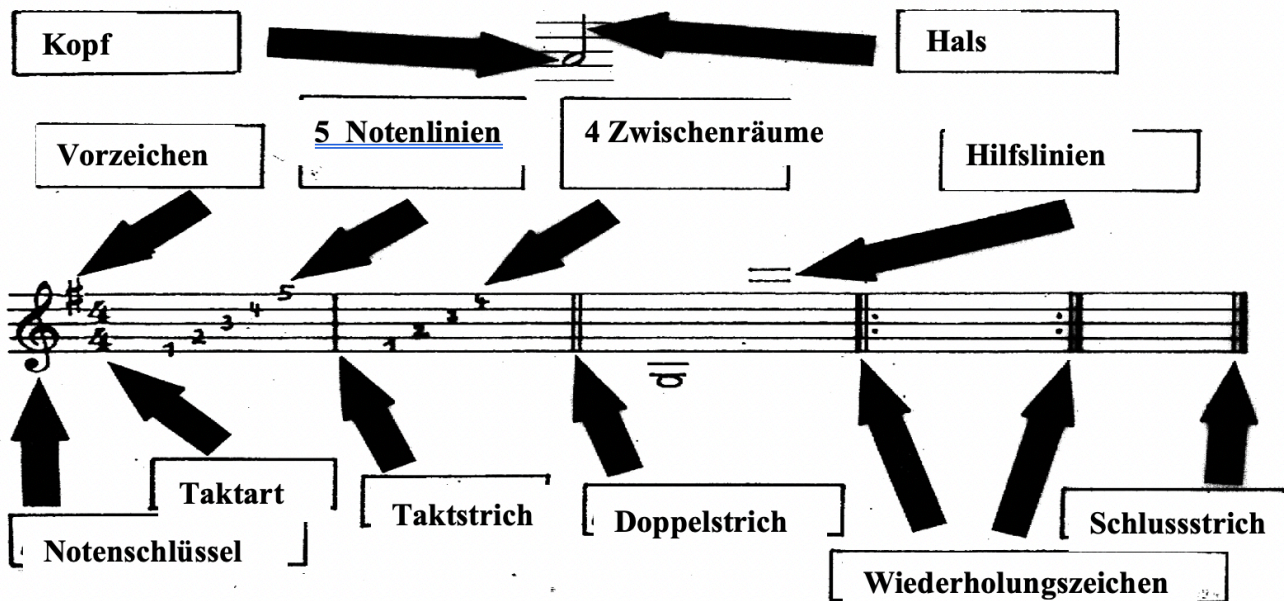 Kopf
Hals
5 Notenlinien
4 Zwischenräume
Vorzeichen
Hilfslinien
4
4
1 2 3 4 5
1 2 3 4
Taktart
Taktstrich
Doppelstrich
Schlussstrich
Notenschlüssel
Wiederholungszeichen